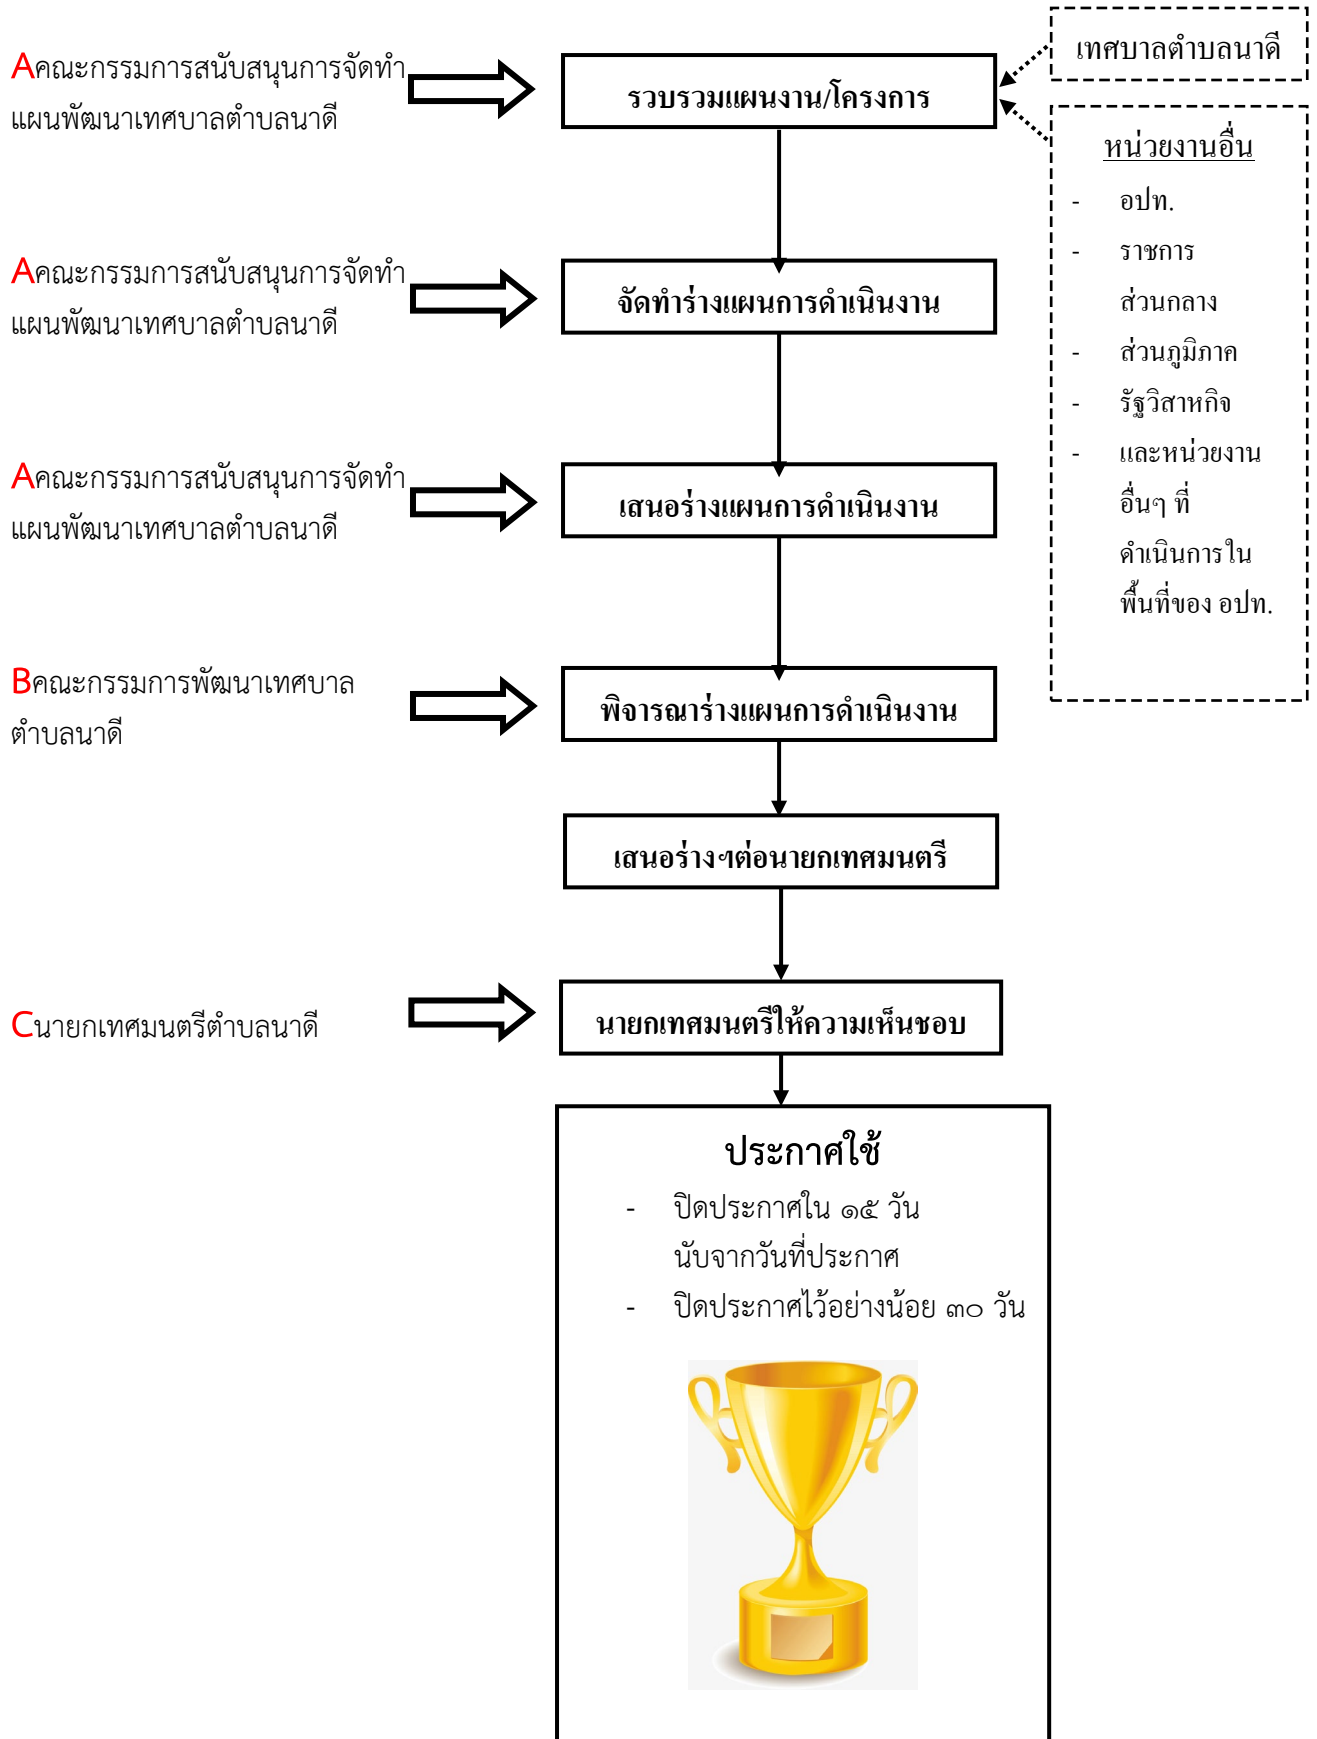 Aคณะกรรมการสนับสนุนการจัดทำ
แผนพัฒนาเทศบาลตำบลนาดี
รวบรวมแผนงาน/โครงการ
เทศบาลตำบลนาดี
หน่วยงานอื่น
- อปท.
- ราชการ
ส่วนกลาง
- ส่วนภูมิภาค
- รัฐวิสาหกิจ
- และหน่วยงาน
อื่นๆ ที่
ดำเนินการใน
พื้นที่ของ อปท.
Aคณะกรรมการสนับสนุนการจัดทำ
แผนพัฒนาเทศบาลตำบลนาดี
จัดทำร่างแผนการดำเนินงาน
Aคณะกรรมการสนับสนุนการจัดทำ
แผนพัฒนาเทศบาลตำบลนาดี
เสนอร่างแผนการดำเนินงาน
Bคณะกรรมการพัฒนาเทศบาล
ตำบลนาดี
พิจารณาร่างแผนการดำเนินงาน
เสนอร่างฯต่อนายกเทศมนตรี
Cนายกเทศมนตรีตำบลนาดี
นายกเทศมนตรีให้ความเห็นชอบ
ประกาศใช้
- ปิดประกาศใน ๑๕ วัน
นับจากวันที่ประกาศ
- ปิดประกาศไว้อย่างน้อย ๓๐ วัน